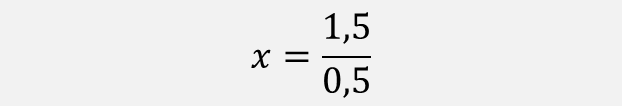 x = 1,5/0,5